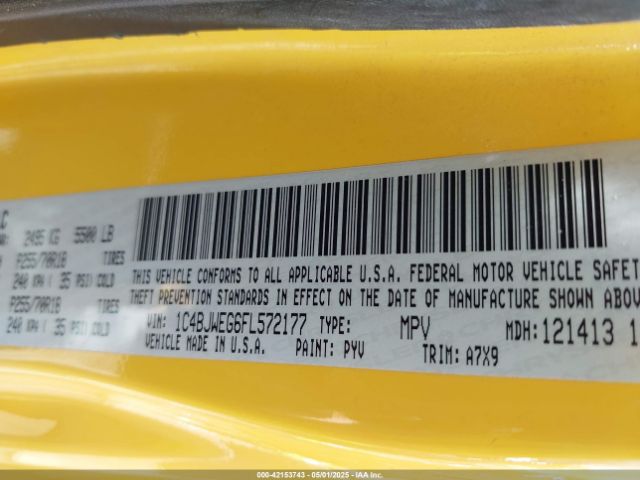 LC
2495 KG 5500 LB
P255/70R18 TIRES
240 KPA ( 35 PSI) COLD
P255/70R18 TIRES
240 KPA ( 35 PSI) COLD
THIS VEHICLE CONFORMS TO ALL APPLICABLE U.S.A. FEDERAL MOTOR VEHICLE SAFET
THEFT PREVENTION STANDARDS IN EFFECT ON THE DATE OF MANUFACTURE SHOWN ABOV
VIN: 1C4BJWEG6FL572177 TYPE: MPV MDH:121413 1
VEHICLE MADE IN U.S.A. PAINT: PYV TRIM: A7X9
000-42153743 - 05/01/2025 - IAA Inc.